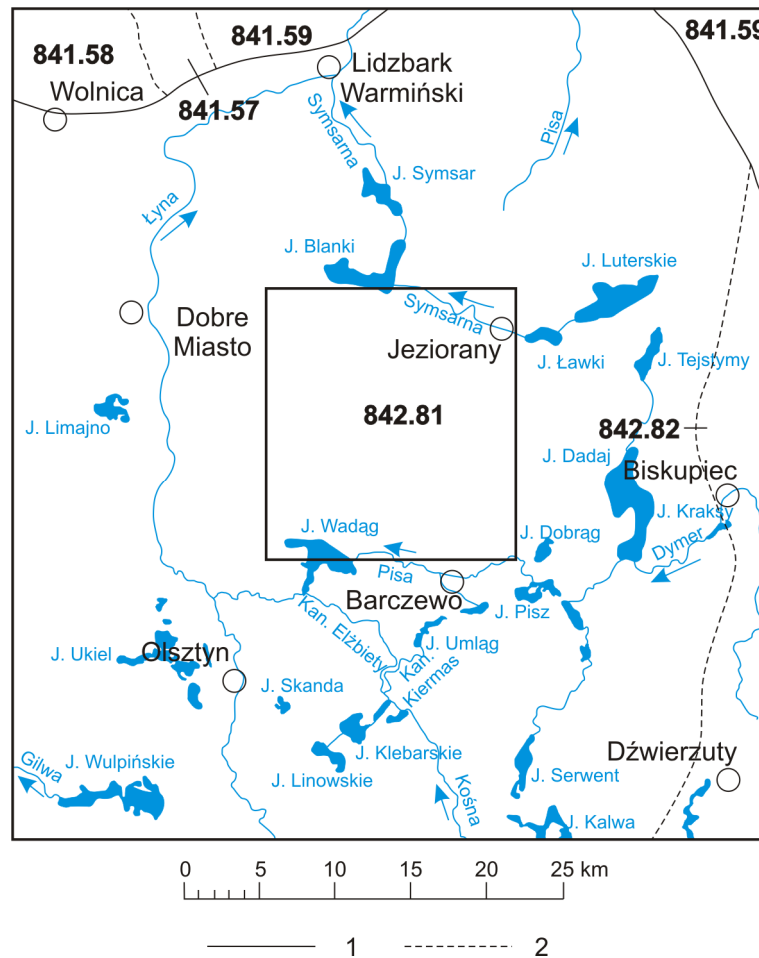 841.58
841.59
841.59
Wolnica
841.57
Lidzbark
Warmiński
Symsarna
Pisa
J. Symsar
Łyna
J. Blanki
J. Luterskie
Symsarna
Dobre
Miasto
Jeziorany
J. Ławki
J. Tejstymy
J. Limajno
842.81
842.82
J. Dadaj
Biskupiec
J. Wadąg
J. Dobrąg
J. Kraksy
Dymer
Pisa
Barczewo
J. Pisz
Kan. Elżbiety
J. Umląg
Kan.
Kiermas
J. Ukiel
Olsztyn
J. Skanda
J. Klebarskie
J. Linowskie
Dźwierzuty
Gilwa
J. Wulpińskie
J. Serwent
Kośna
J. Kalwa
0 5 10 15 20 25 km
1 2